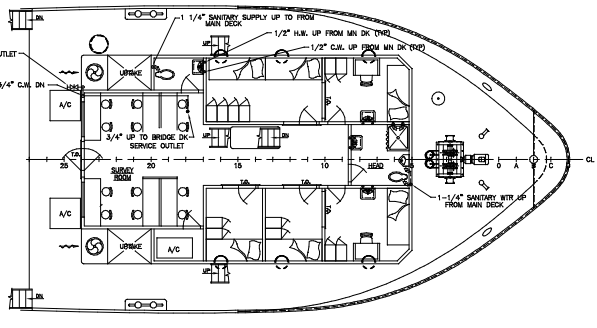 DN
1 1/4" SANITARY SUPPLY UP TO FROM
MAIN DECK
UP
1/2" H.W. UP FROM MN DK (TYP)
1/2" C.W. UP FROM MN DK (TYP)
OUTLET
UPTAKE
3/4" C.W. DN
A/C
3/4" UP TO BRIDGE DK
SERVICE OUTLET
UP
DN
T.D.
25
20
15
10
HEAD
0
A
B
C
CL
SURVEY
ROOM
T.D.
T.D.
T.D.
1-1/4" SANITARY WTR UP
FROM MAIN DECK
A/C
UPTAKE
A/C
UP
DN